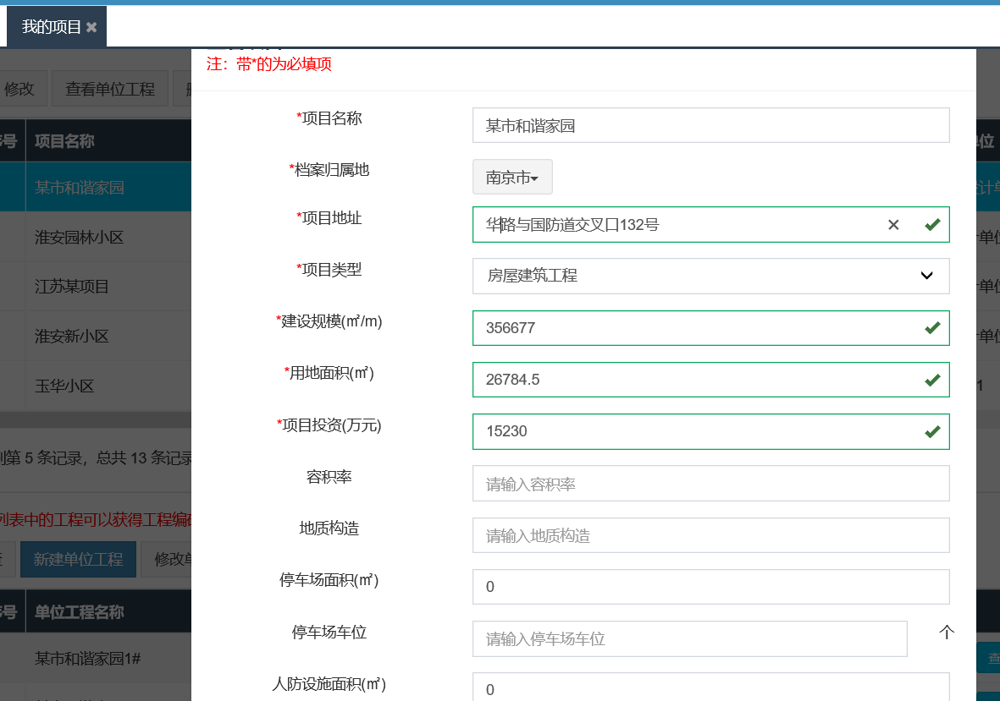 我的项目
注：带*的为必填项
修改
查看单位工程
*项目名称
某市和谐家园
号
项目名称
单位
*档案归属地
南京市
某市和谐家园
*项目地址
华路与国防道交叉口132号
淮安园林小区
*项目类型
房屋建筑工程
江苏某项目
*建设规模(㎡/m)
356677
淮安新小区
*用地面积(㎡)
26784.5
玉华小区
1
*项目投资(万元)
15230
第 5 条记录，总共 13 条记录
容积率
请输入容积率
列表中的工程可以获得工程编码
地质构造
请输入地质构造
新建单位工程
修改单
停车场面积(㎡)
0
号
单位工程名称
停车场车位
请输入停车场车位
个
某市和谐家园1#
查
人防设施面积(㎡)
0